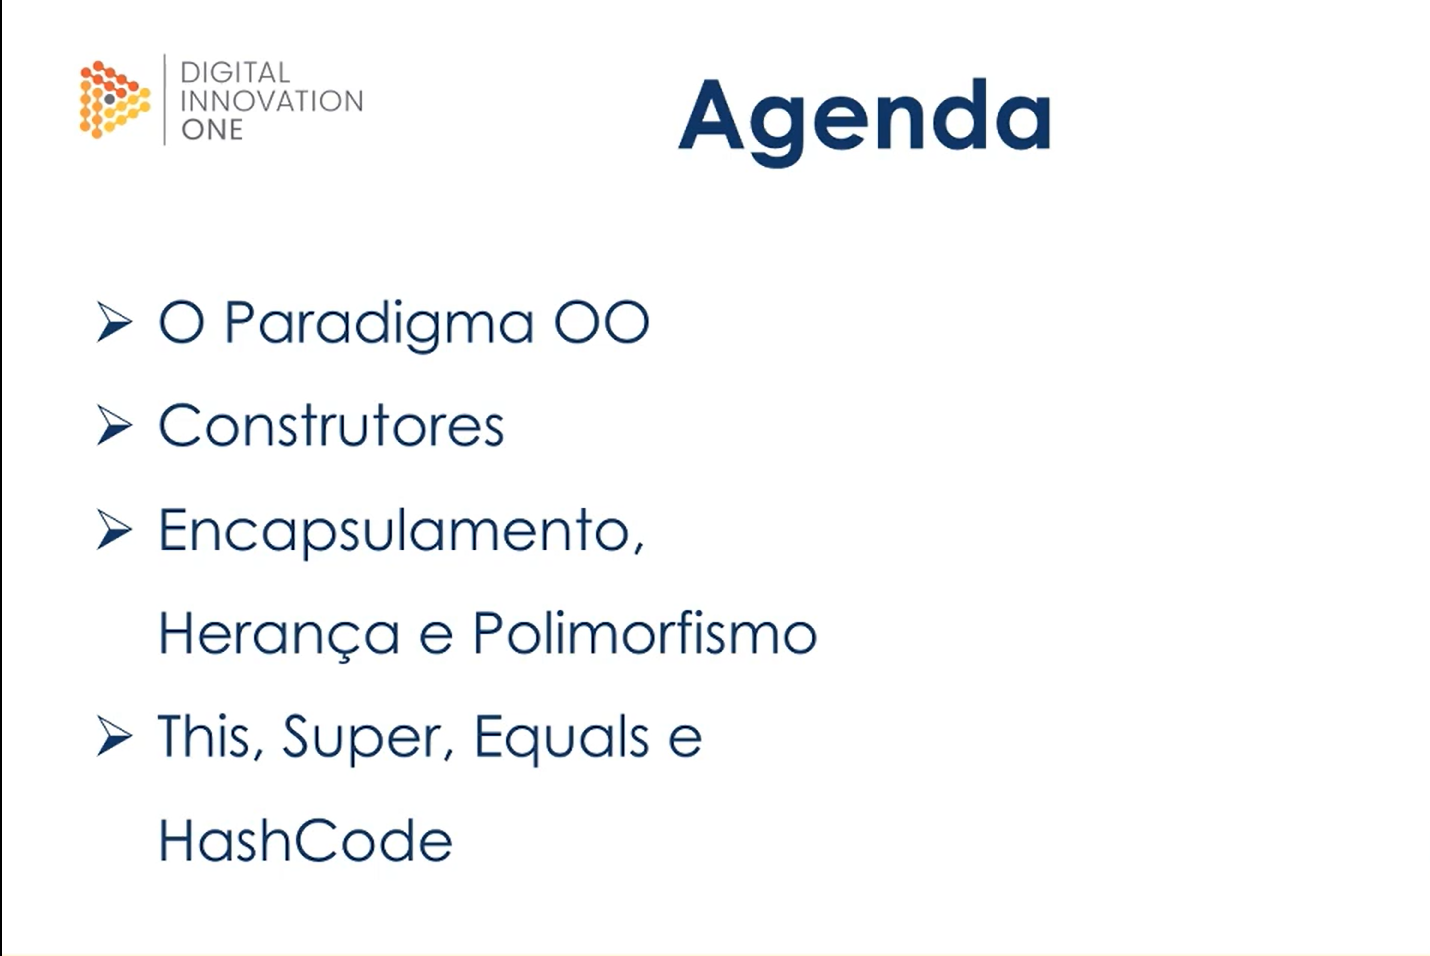 DIGITAL
INNOVATION
ONE
Agenda
O Paradigma OO
Construtores
Encapsulamento,
Herança e Polimorfismo
This, Super, Equals e
HashCode